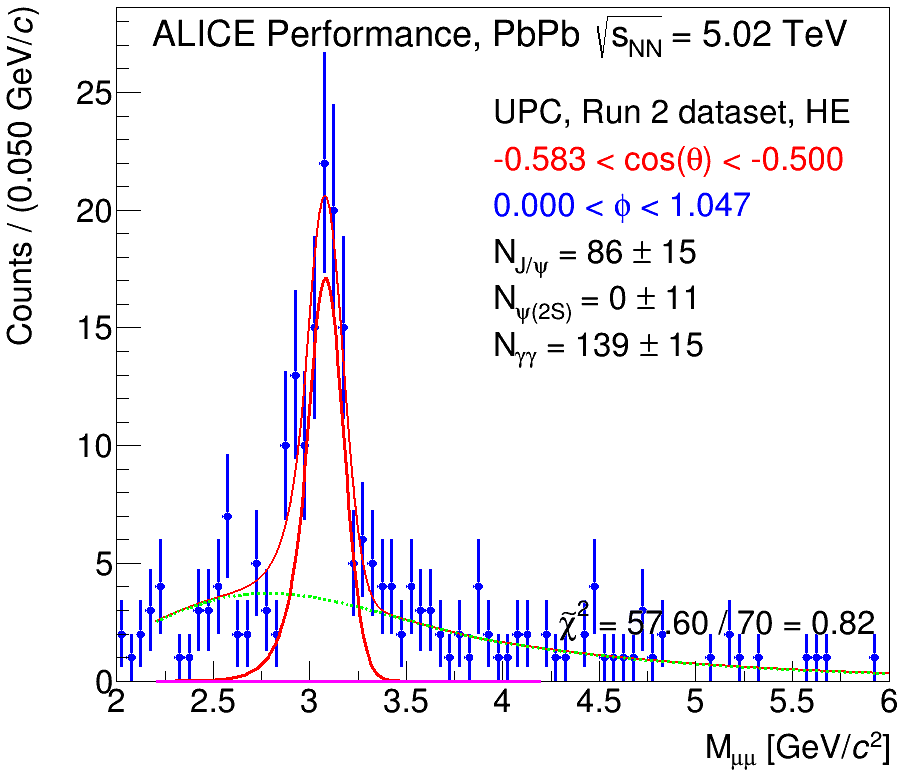 ALICE Performance, PbPb √sNN = 5.02 TeV
Counts / (0.050 GeV/c)
25
20
15
10
5
0
UPC, Run 2 dataset, HE
-0.583 < cos(θ) < -0.500
0.000 < ϕ < 1.047
NJ/ψ = 86 ± 15
Nψ(2S) = 0 ± 11
Nγγ = 139 ± 15
χ̃² = 57.60 / 70 = 0.82
2 2.5 3 3.5 4 4.5 5 5.5 6
Mμμ [GeV/c²]